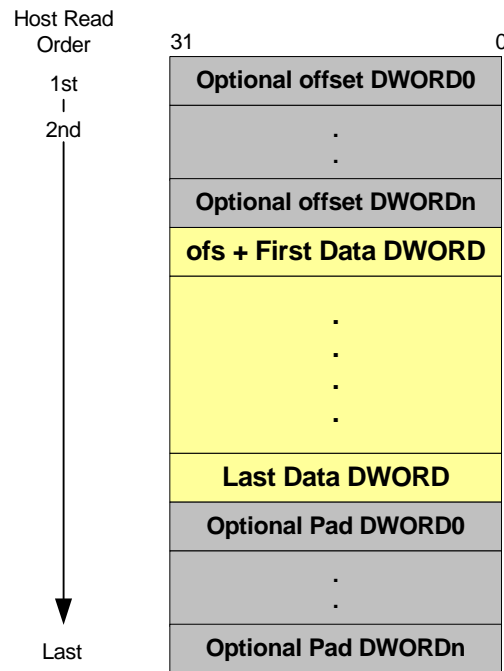 Host Read
Order
31
0
1st
2nd
Last
Optional offset DWORD0
.
.
Optional offset DWORDn
ofs + First Data DWORD
.
.
.
.
Last Data DWORD
Optional Pad DWORD0
.
.
Optional Pad DWORDn